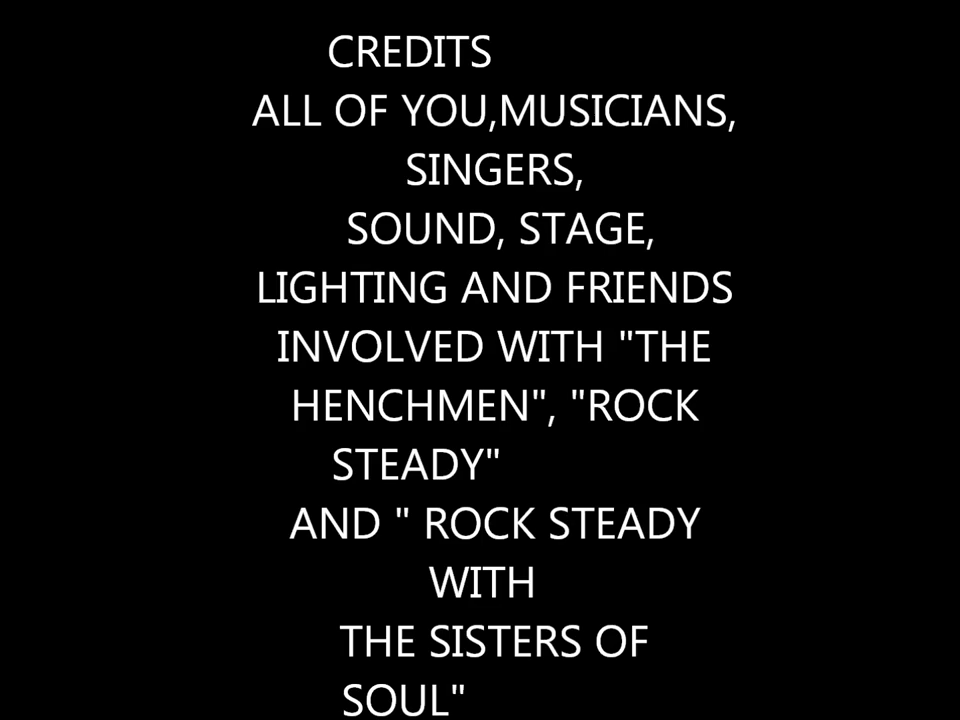 CREDITS
ALL OF YOU,MUSICIANS,
SINGERS,
SOUND, STAGE,
LIGHTING AND FRIENDS
INVOLVED WITH "THE
HENCHMEN", "ROCK
STEADY"
AND " ROCK STEADY
WITH
THE SISTERS OF
SOUL"